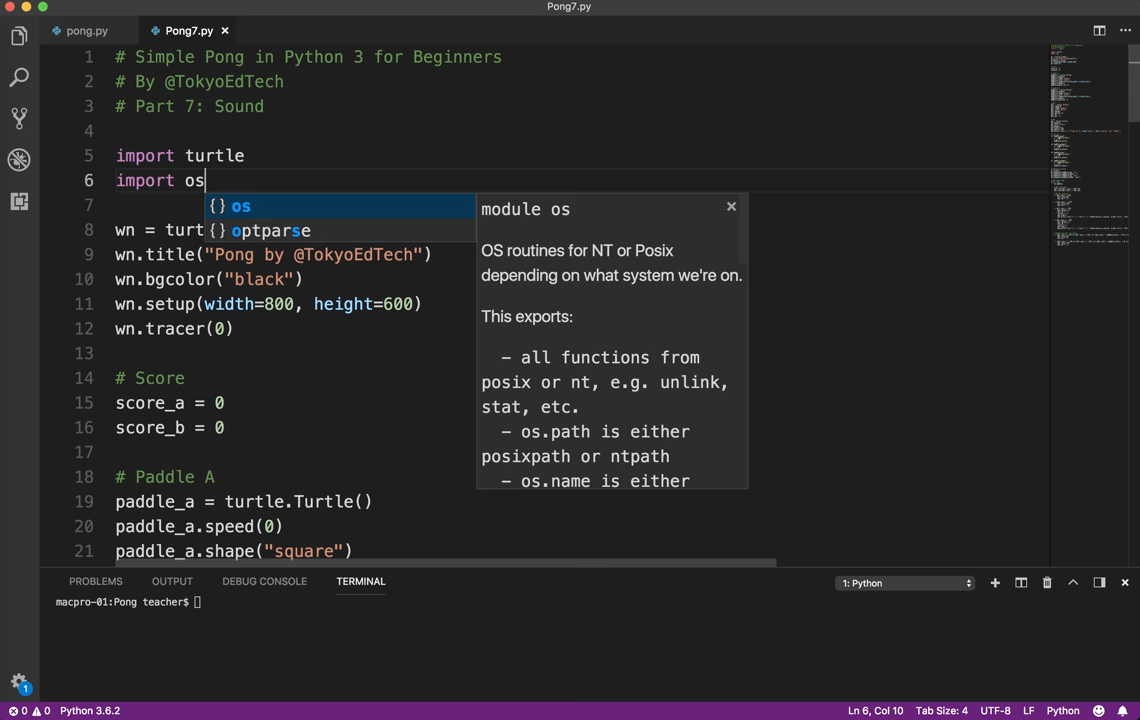 Pong7.py
pong.py
Pong7.py ×
1 # Simple Pong in Python 3 for Beginners
2 # By @TokyoEdTech
3 # Part 7: Sound
4
5 import turtle
6 import os
7
8 wn = turt
9 wn.title("Pong by @TokyoEdTech")
10 wn.bgcolor("black")
11 wn.setup(width=800, height=600)
12 wn.tracer(0)
13
14 # Score
15 score_a = 0
16 score_b = 0
17
18 # Paddle A
19 paddle_a = turtle.Turtle()
20 paddle_a.speed(0)
21 paddle_a.shape("square")
{} os
{} optparse
module os
OS routines for NT or Posix
depending on what system we're on.
This exports:
- all functions from
posix or nt, e.g. unlink,
stat, etc.
- os.path is either
posixpath or ntpath
- os.name is either
PROBLEMS OUTPUT DEBUG CONSOLE TERMINAL
1: Python
macpro-01:Pong teacher$
1
0 0 Python 3.6.2
Ln 6, Col 10 Tab Size: 4 UTF-8 LF Python